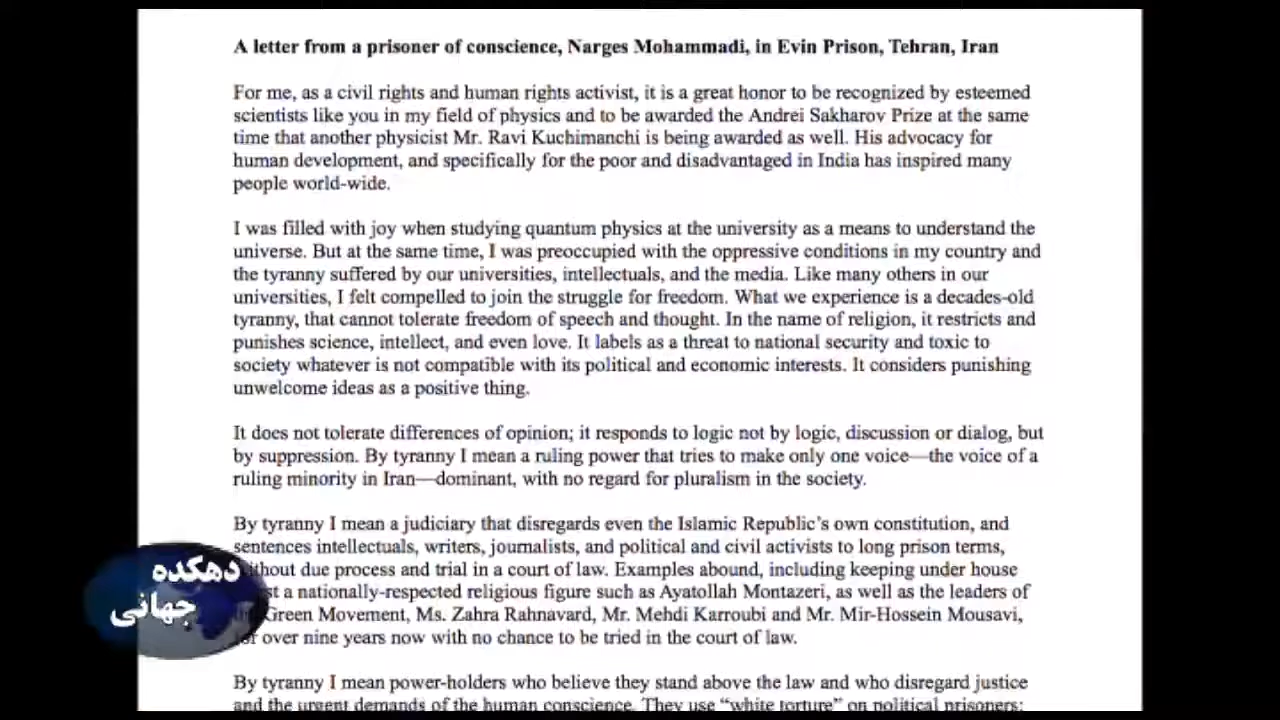 A letter from a prisoner of conscience, Narges Mohammadi, in Evin Prison, Tehran, Iran
For me, as a civil rights and human rights activist, it is a great honor to be recognized by esteemed
scientists like you in my field of physics and to be awarded the Andrei Sakharov Prize at the same
time that another physicist Mr. Ravi Kuchimanchi is being awarded as well. His advocacy for
human development, and specifically for the poor and disadvantaged in India has inspired many
people world-wide.
I was filled with joy when studying quantum physics at the university as a means to understand the
universe. But at the same time, I was preoccupied with the oppressive conditions in my country and
the tyranny suffered by our universities, intellectuals, and the media. Like many others in our
universities, I felt compelled to join the struggle for freedom. What we experience is a decades-old
tyranny, that cannot tolerate freedom of speech and thought. In the name of religion, it restricts and
punishes science, intellect, and even love. It labels as a threat to national security and toxic to
society whatever is not compatible with its political and economic interests. It considers punishing
unwelcome ideas as a positive thing.
It does not tolerate differences of opinion; it responds to logic not by logic, discussion or dialog, but
by suppression. By tyranny I mean a ruling power that tries to make only one voice—the voice of a
ruling minority in Iran—dominant, with no regard for pluralism in the society.
By tyranny I mean a judiciary that disregards even the Islamic Republic's own constitution, and
sentences intellectuals, writers, journalists, and political and civil activists to long prison terms,
without due process and trial in a court of law. Examples abound, including keeping under house
a nationally-respected religious figure such as Ayatollah Montazeri, as well as the leaders of
Green Movement, Ms. Zahra Rahnavard, Mr. Mehdi Karroubi and Mr. Mir-Hossein Mousavi,
over nine years now with no chance to be tried in the court of law.
By tyranny I mean power-holders who believe they stand above the law and who disregard justice
and the urgent demands of the human conscience. They use “white torture” on political prisoners;
دهکده
جهانی